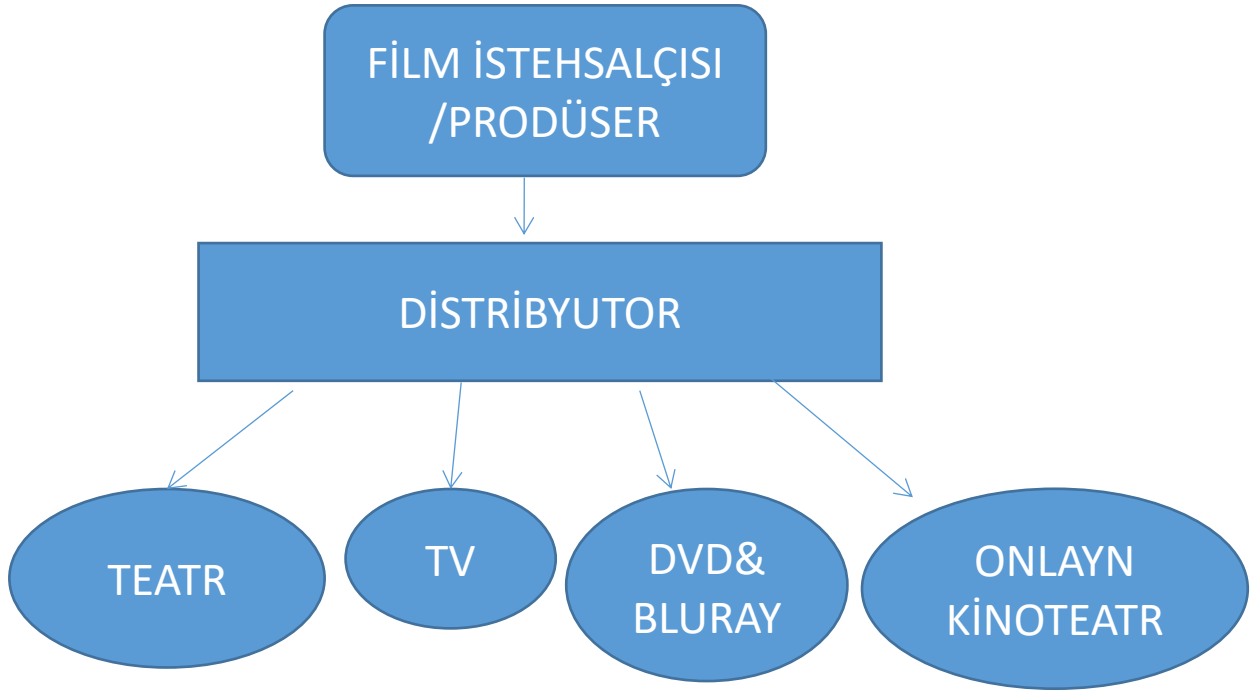 FİLM İSTEHSALÇISI
/PRODÜSER
DİSTRİBYUTOR
TEATR
TV
DVD&
BLURAY
ONLAYN
KİNOTEATR